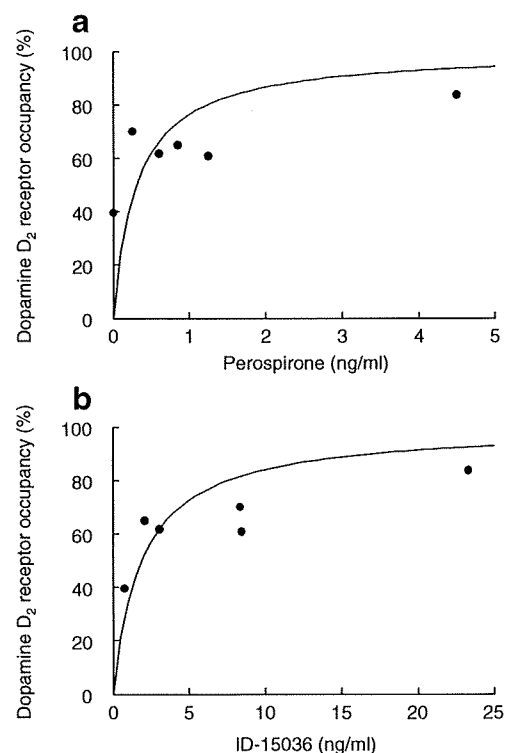 a
Dopamine D2 receptor occupancy (%)
100
80
60
40
20
0
0 1 2 3 4 5
Perospirone (ng/ml)
b
Dopamine D2 receptor occupancy (%)
100
80
60
40
20
0
0 5 10 15 20 25
ID-15036 (ng/ml)